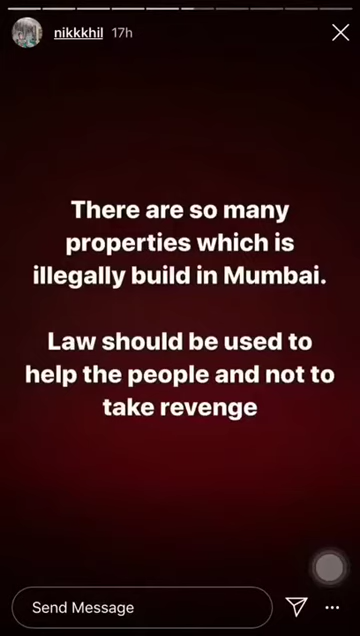 nikkkhil 17h
There are so many
properties which is
illegally build in Mumbai.
Law should be used to
help the people and not to
take revenge
Send Message